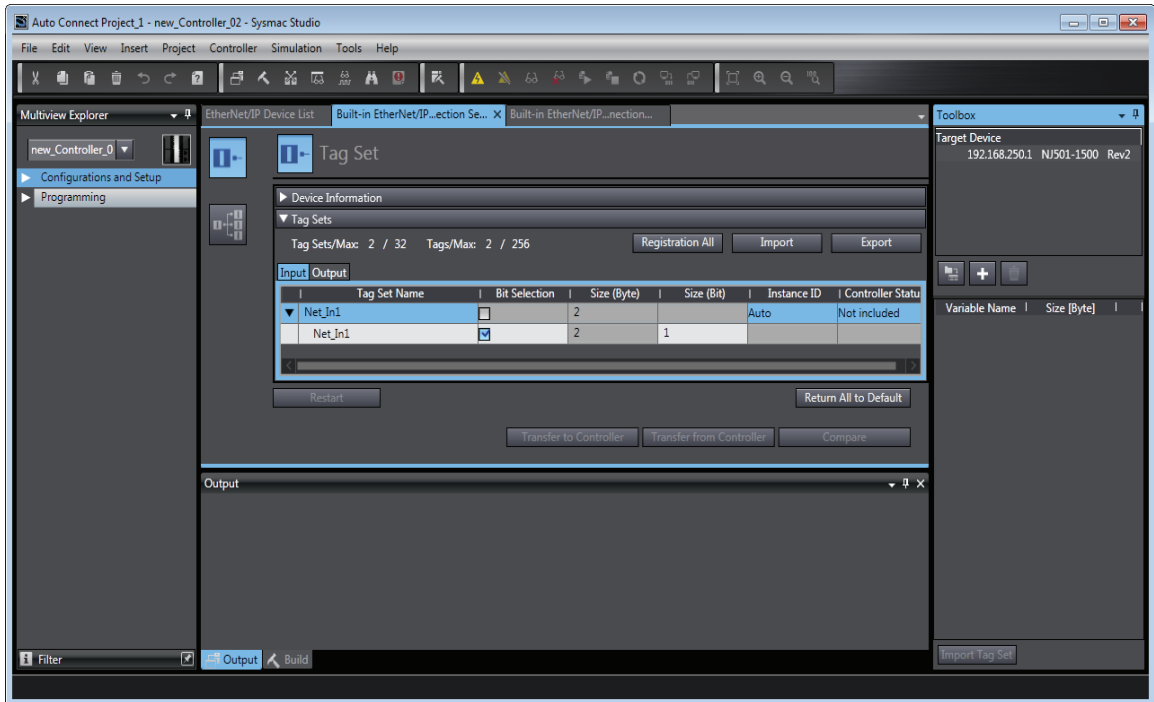 Auto Connect Project_1 - new_Controller_02 - Sysmac Studio
File Edit View Insert Project Controller Simulation Tools Help
Multiview Explorer
new_Controller_0
Configurations and Setup
Programming
EtherNet/IP Device List
Built-in EtherNet/IP...ection Se... X
Built-in EtherNet/IP...nection...
Tag Set
Device Information
Tag Sets
Tag Sets/Max: 2 / 32 Tags/Max: 2 / 256
Registration All
Import
Export
Input Output
Tag Set Name | Bit Selection | Size (Byte) | Size (Bit) | Instance ID | Controller Statu
Net_In1 2 Auto Not included
Net_In1 2 1
Restart
Return All to Default
Transfer to Controller
Transfer from Controller
Compare
Output
Output
Build
Filter
Toolbox
Target Device
192.168.250.1 NJ501-1500 Rev2
Variable Name | Size [Byte] |
Import Tag Set